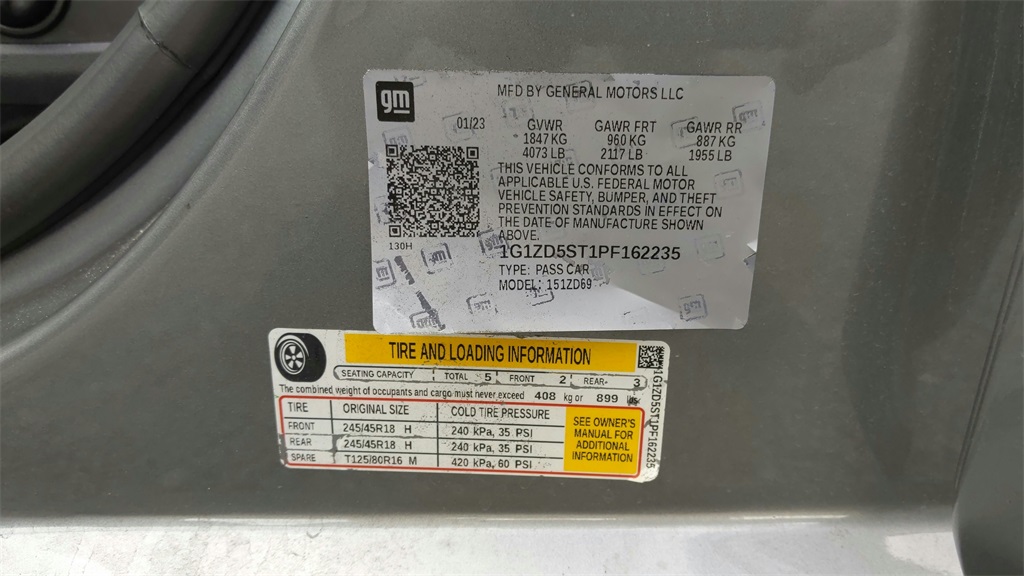 gm
MFD BY GENERAL MOTORS LLC
01/23 GVWR GAWR FRT GAWR RR
1847 KG 960 KG 887 KG
4073 LB 2117 LB 1955 LB
THIS VEHICLE CONFORMS TO ALL
APPLICABLE U.S. FEDERAL MOTOR
VEHICLE SAFETY, BUMPER, AND THEFT
PREVENTION STANDARDS IN EFFECT ON
THE DATE OF MANUFACTURE SHOWN
ABOVE.
130H
1G1ZD5ST1PF162235
TYPE: PASS CAR
MODEL: 151ZD69
TIRE AND LOADING INFORMATION
SEATING CAPACITY TOTAL 5 FRONT 2 REAR 3
The combined weight of occupants and cargo must never exceed 408 kg or 899
TIRE ORIGINAL SIZE COLD TIRE PRESSURE
FRONT 245/45R18 H 240 kPa, 35 PSI
REAR 245/45R18 H 240 kPa, 35 PSI
SPARE T125/80R16 M 420 kPa, 60 PSI
SEE OWNER'S
MANUAL FOR
ADDITIONAL
INFORMATION
1G1ZD5ST1PF162235